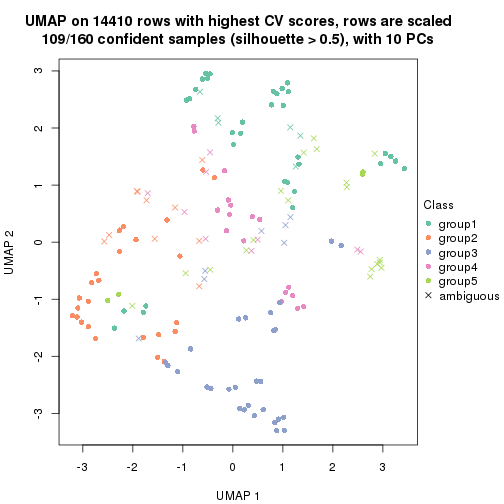 UMAP on 14410 rows with highest CV scores, rows are scaled
109/160 confident samples (silhouette > 0.5), with 10 PCs
3
2
1
0
-1
-2
-3
UMAP 2
-3
-2
-1
0
1
2
3
UMAP 1
Class
group1
group2
group3
group4
group5
ambiguous